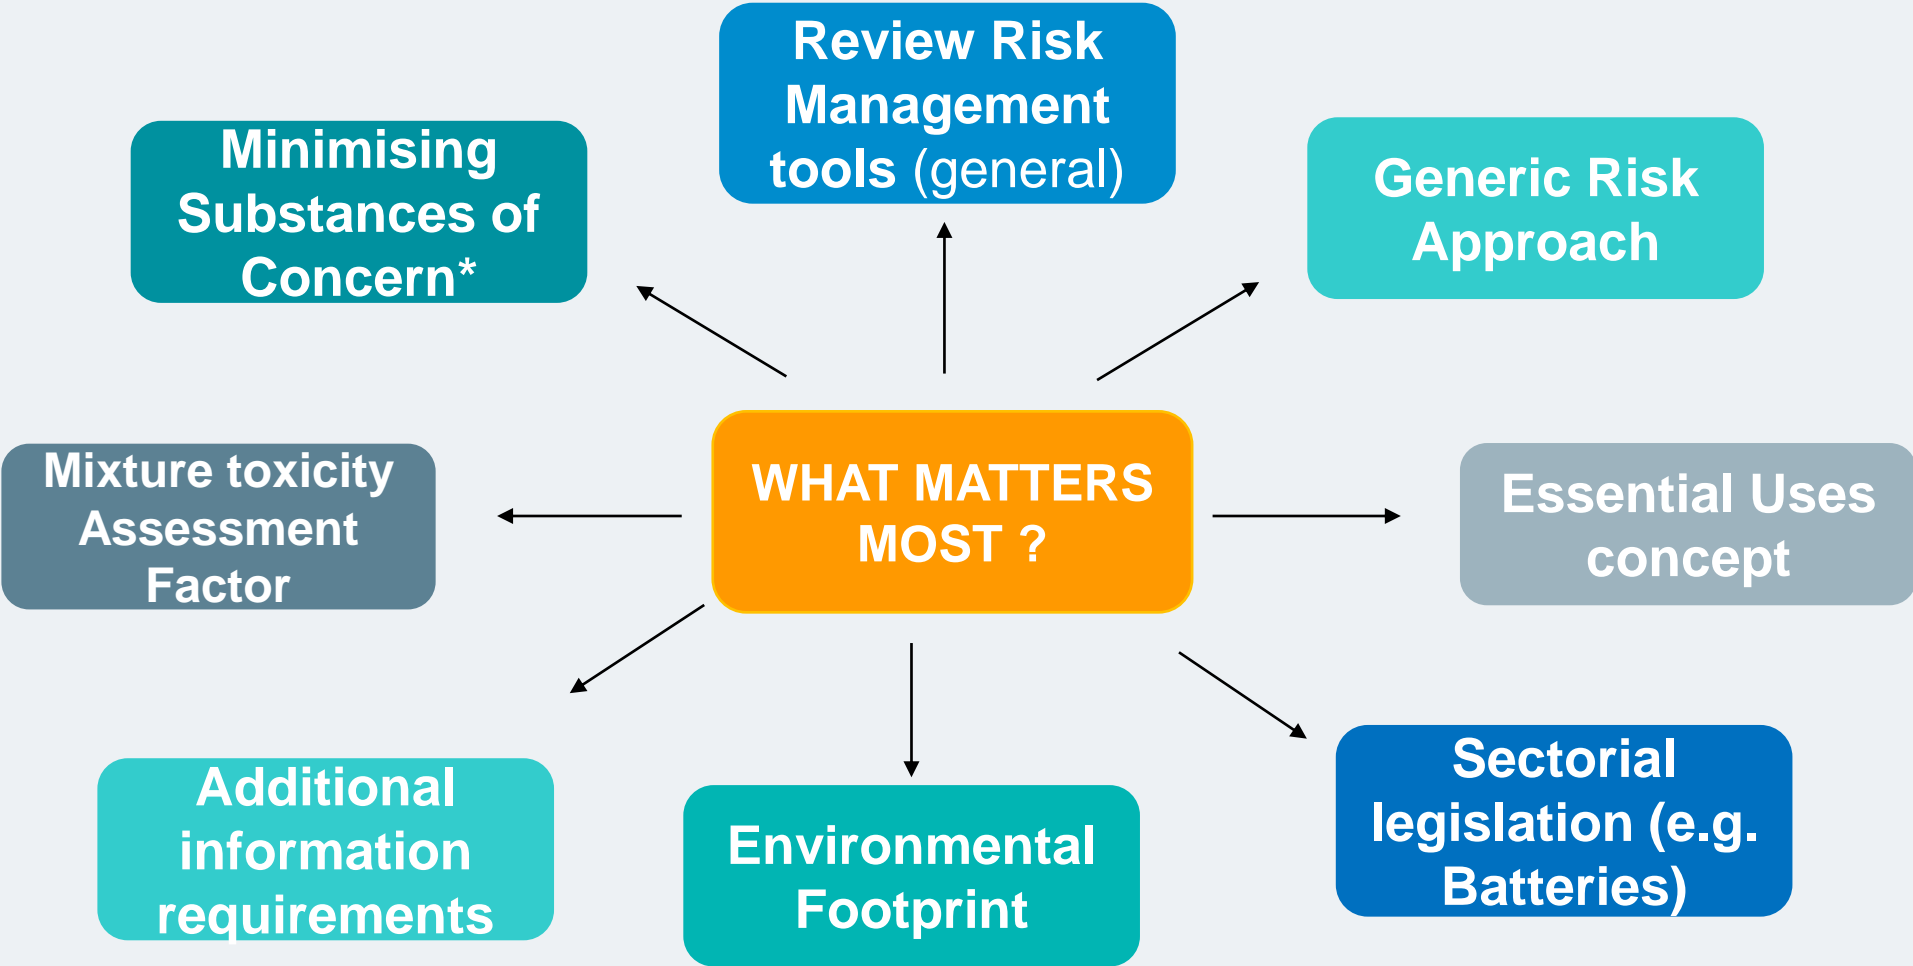 Review Risk
Management
tools (general)
Minimising
Substances of
Concern*
Generic Risk
Approach
Mixture toxicity
Assessment
Factor
WHAT MATTERS
MOST ?
Essential Uses
concept
Additional
information
requirements
Environmental
Footprint
Sectorial
legislation (e.g.
Batteries)